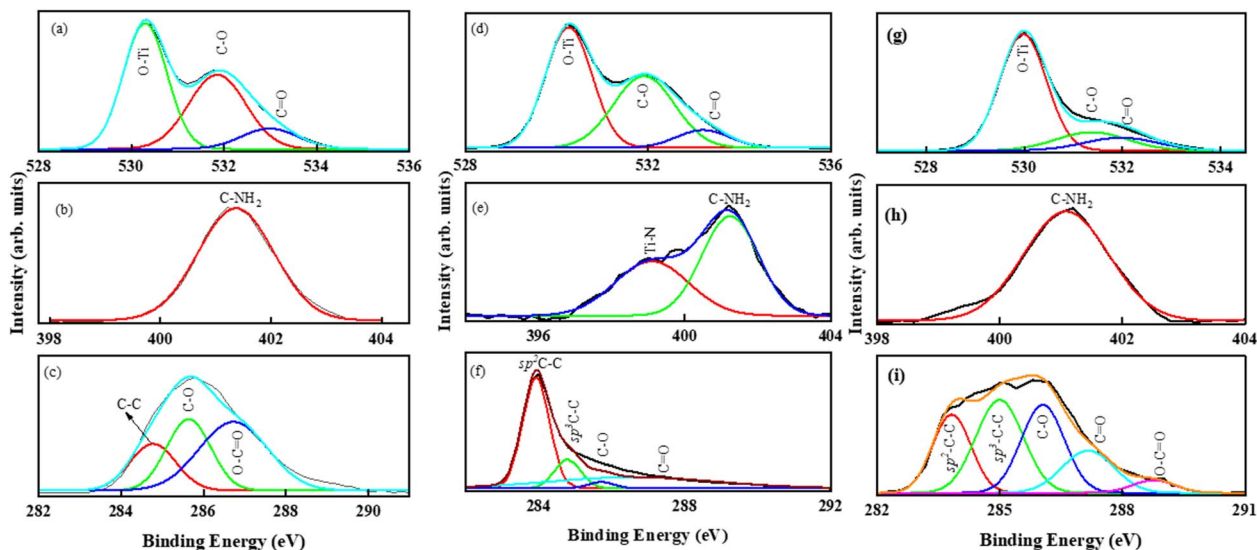 (a)
O-Ti
C-O
C=O
528 530 532 534 536
(b)
C-NH₂
398 400 402 404
(c)
C-C
C-O
O-C=O
282 284 286 288 290
Intensity (arb. units)
Binding Energy (eV)
(d)
O-Ti
C-O
C=O
528 532 536
(e)
Ti-N
C-NH₂
396 400 404
(f)
sp²C-C
sp³C-C
C-O
C=O
284 288 292
Intensity (arb. units)
Binding Energy (eV)
(g)
O-Ti
C-O
C=O
528 530 532 534
(h)
C-NH₂
398 400 402 404
(i)
sp²-C-C
sp³-C-C
C-O
C=O
O-C=O
282 285 288 291
Intensity (arb. units)
Binding Energy (eV)